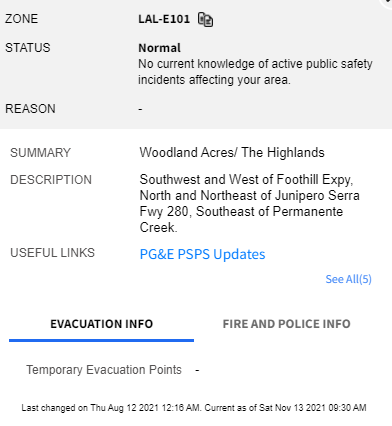 ZONE LAL-E101
STATUS Normal
No current knowledge of active public safety
incidents affecting your area.
REASON -
SUMMARY Woodland Acres/ The Highlands
DESCRIPTION Southwest and West of Foothill Expy,
North and Northeast of Junipero Serra
Fwy 280, Southeast of Permanente
Creek.
USEFUL LINKS PG&E PSPS Updates
See All(5)
EVACUATION INFO FIRE AND POLICE INFO
Temporary Evacuation Points -
Last changed on Thu Aug 12 2021 12:16 AM. Current as of Sat Nov 13 2021 09:30 AM